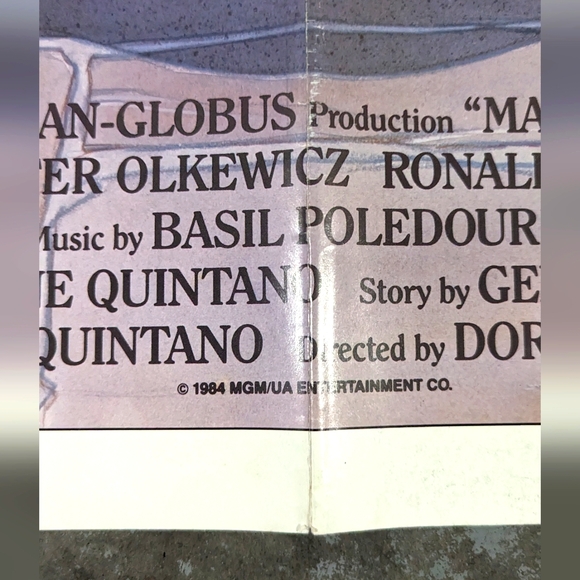 AN-GLOBUS Production “MA
ER OLKEWICZ RONAL
Music by BASIL POLEDOUR
E QUINTANO Story by GE
QUINTANO Directed by DOR
© 1984 MGM/UA ENTERTAINMENT CO.